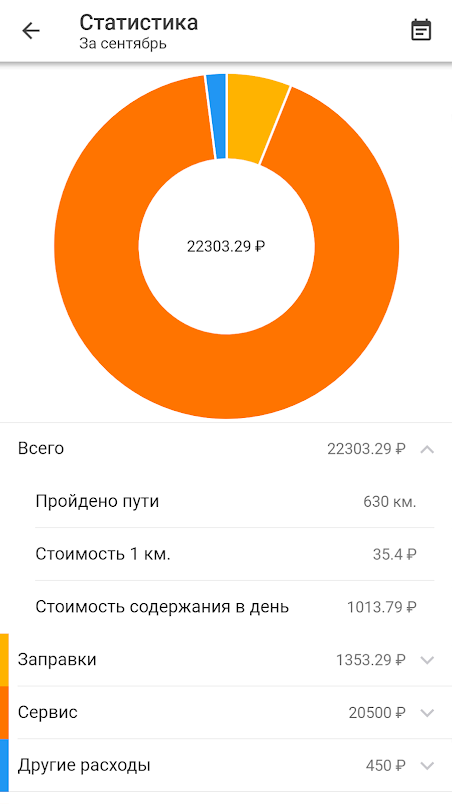 Статистика
За сентябрь
22303.29 ₽
Всего 22303.29 ₽
Пройдено пути 630 км.
Стоимость 1 км. 35.4 ₽
Стоимость содержания в день 1013.79 ₽
Заправки 1353.29 ₽
Сервис 20500 ₽
Другие расходы 450 ₽